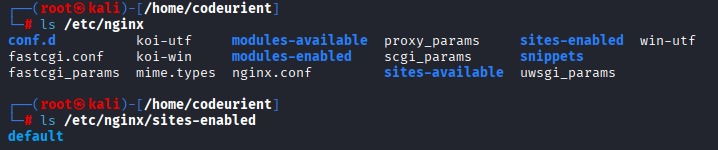 ┌──(root㉿kali)-[/home/codeurient]
└─# ls /etc/nginx
conf.d koi-utf modules-available proxy_params sites-enabled win-utf
fastcgi.conf koi-win modules-enabled scgi_params snippets
fastcgi_params mime.types nginx.conf sites-available uwsgi_params
┌──(root㉿kali)-[/home/codeurient]
└─# ls /etc/nginx/sites-enabled
default